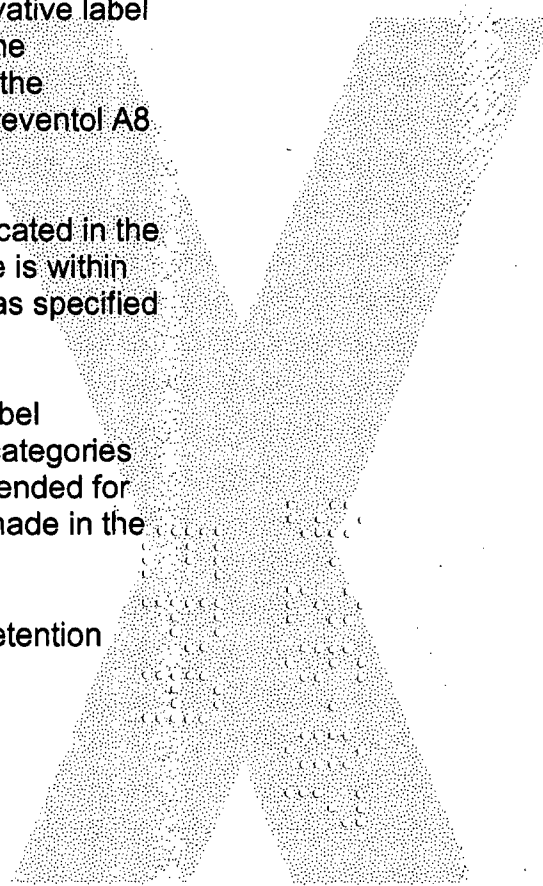 vative label
ne
the
reventol A8
cated in the
e is within
as specified
bel
categories
ended for
made in the
etention